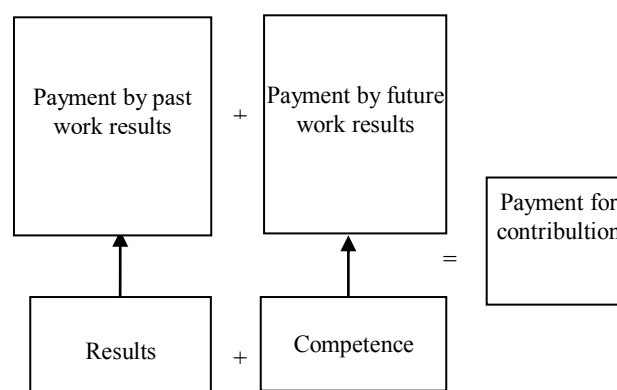 Payment by past
work results
+
Payment by future
work results
=
Payment for
contribultion
Results
+
Competence